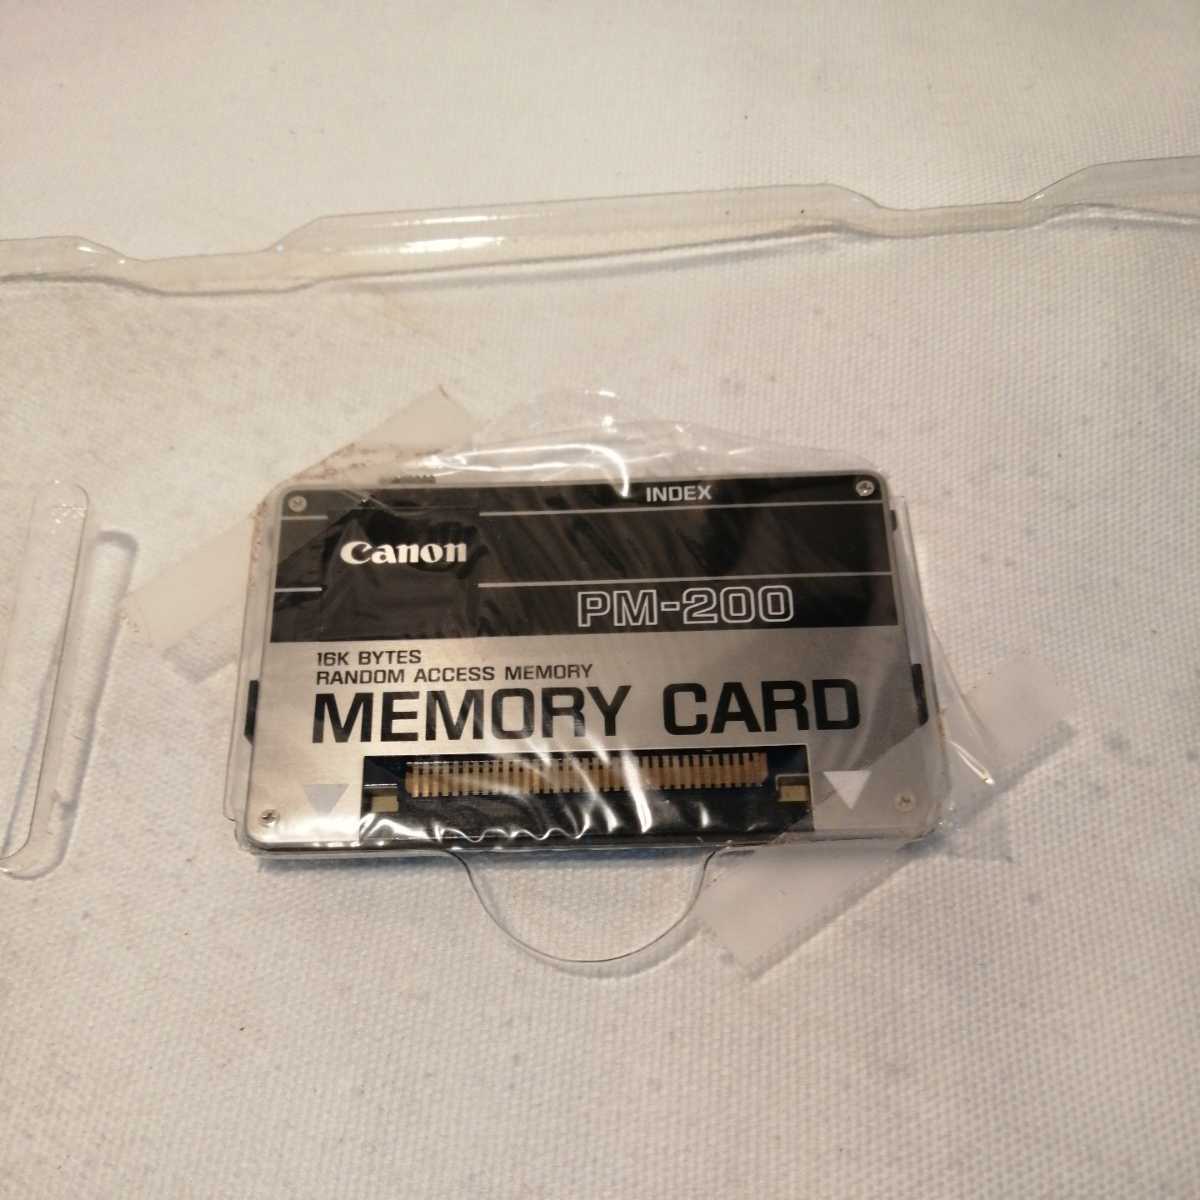 INDEX
Canon
PM-200
16K BYTES
RANDOM ACCESS MEMORY
MEMORY CARD